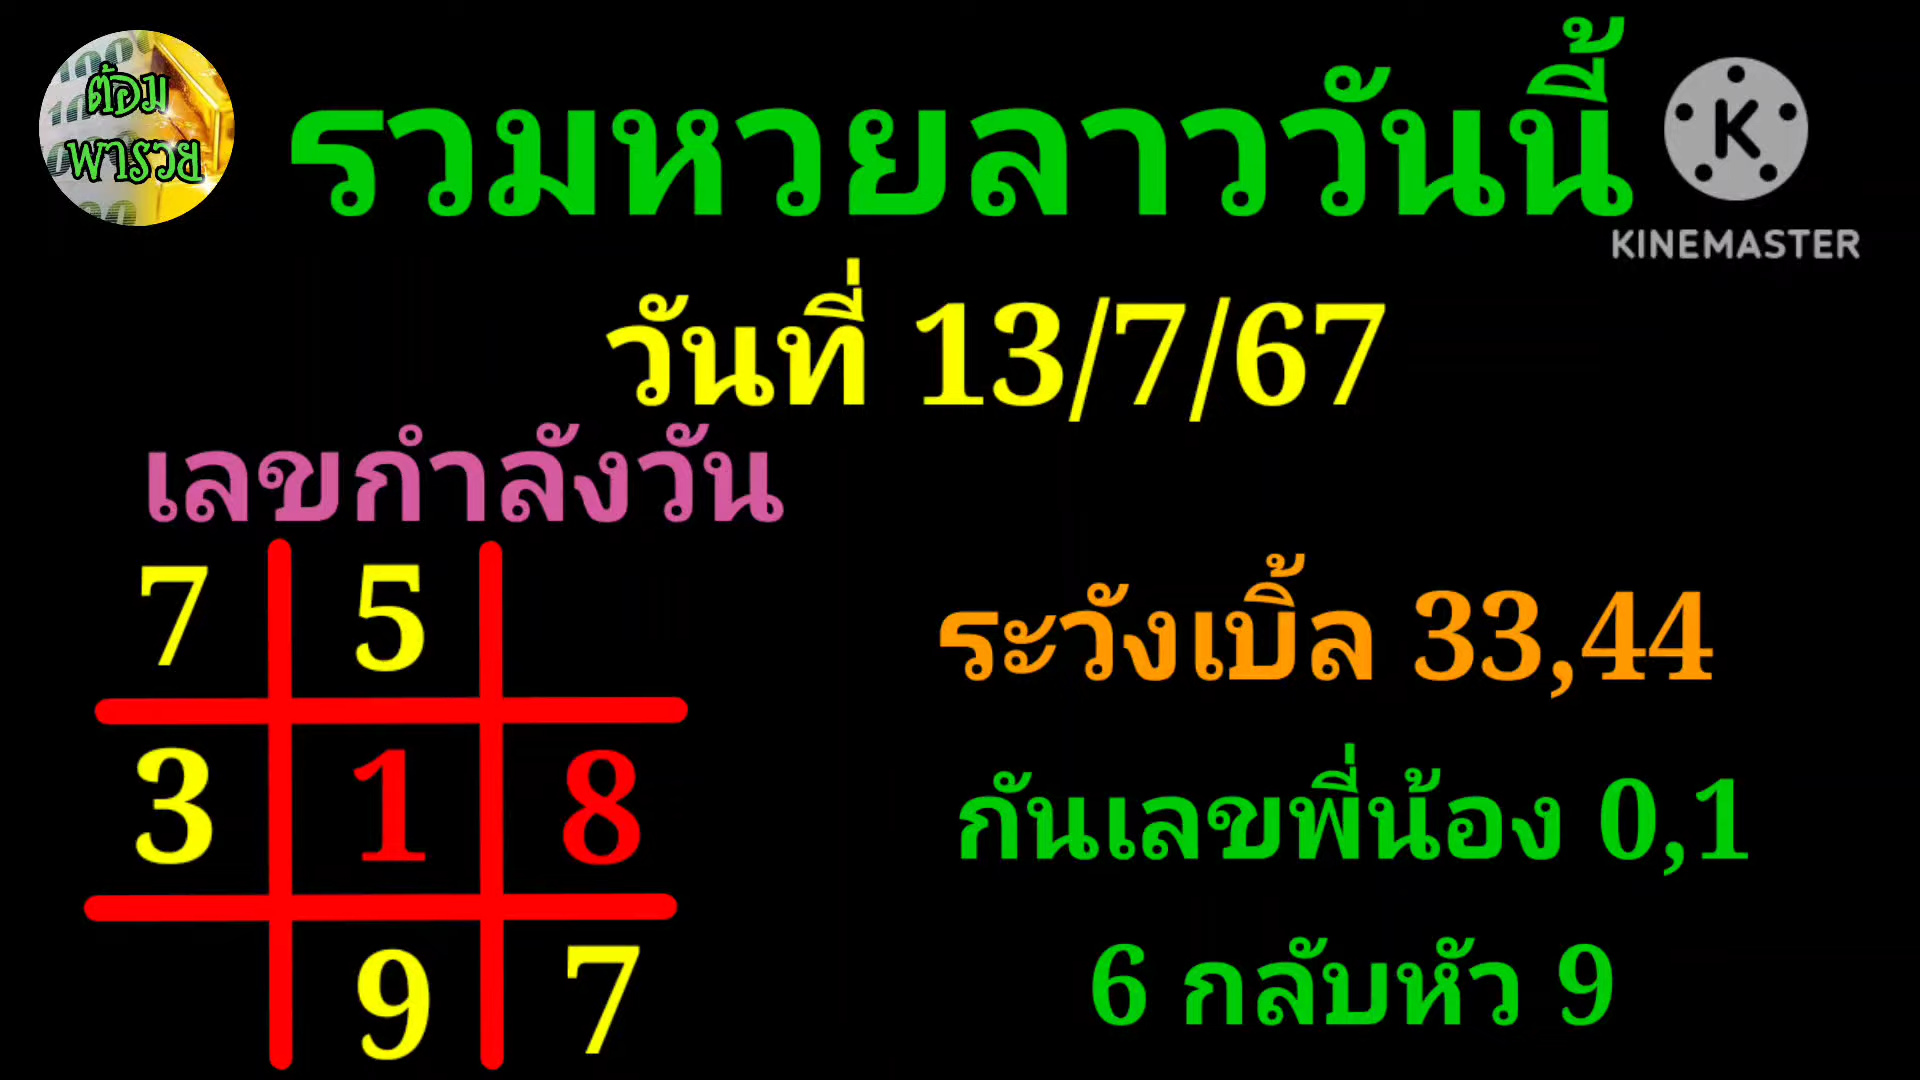 ต้อม
พารวย
รวมหวยลาววันนี้
K
KINEMASTER
วันที่ 13/7/67
เลขกำลังวัน
7 5
3 1 8
9 7
ระวังเบิ้ล 33,44
กันเลขพี่น้อง 0,1
6 กลับหัว 9